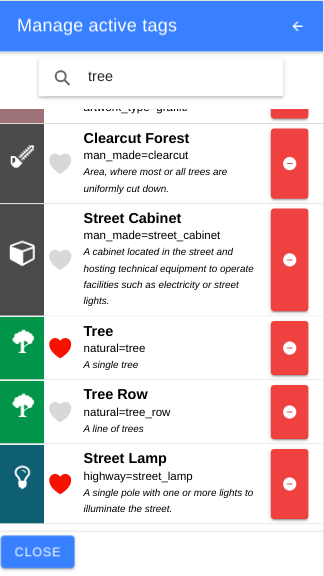 Manage active tags
tree
artwork_type=graffiti
Clearcut Forest
man_made=clearcut
Area, where most or all trees are
uniformly cut down.
Street Cabinet
man_made=street_cabinet
A cabinet located in the street and
hosting technical equipment to operate
facilities such as electricity or street
lights.
Tree
natural=tree
A single tree
Tree Row
natural=tree_row
A line of trees
Street Lamp
highway=street_lamp
A single pole with one or more lights to
illuminate the street.
CLOSE